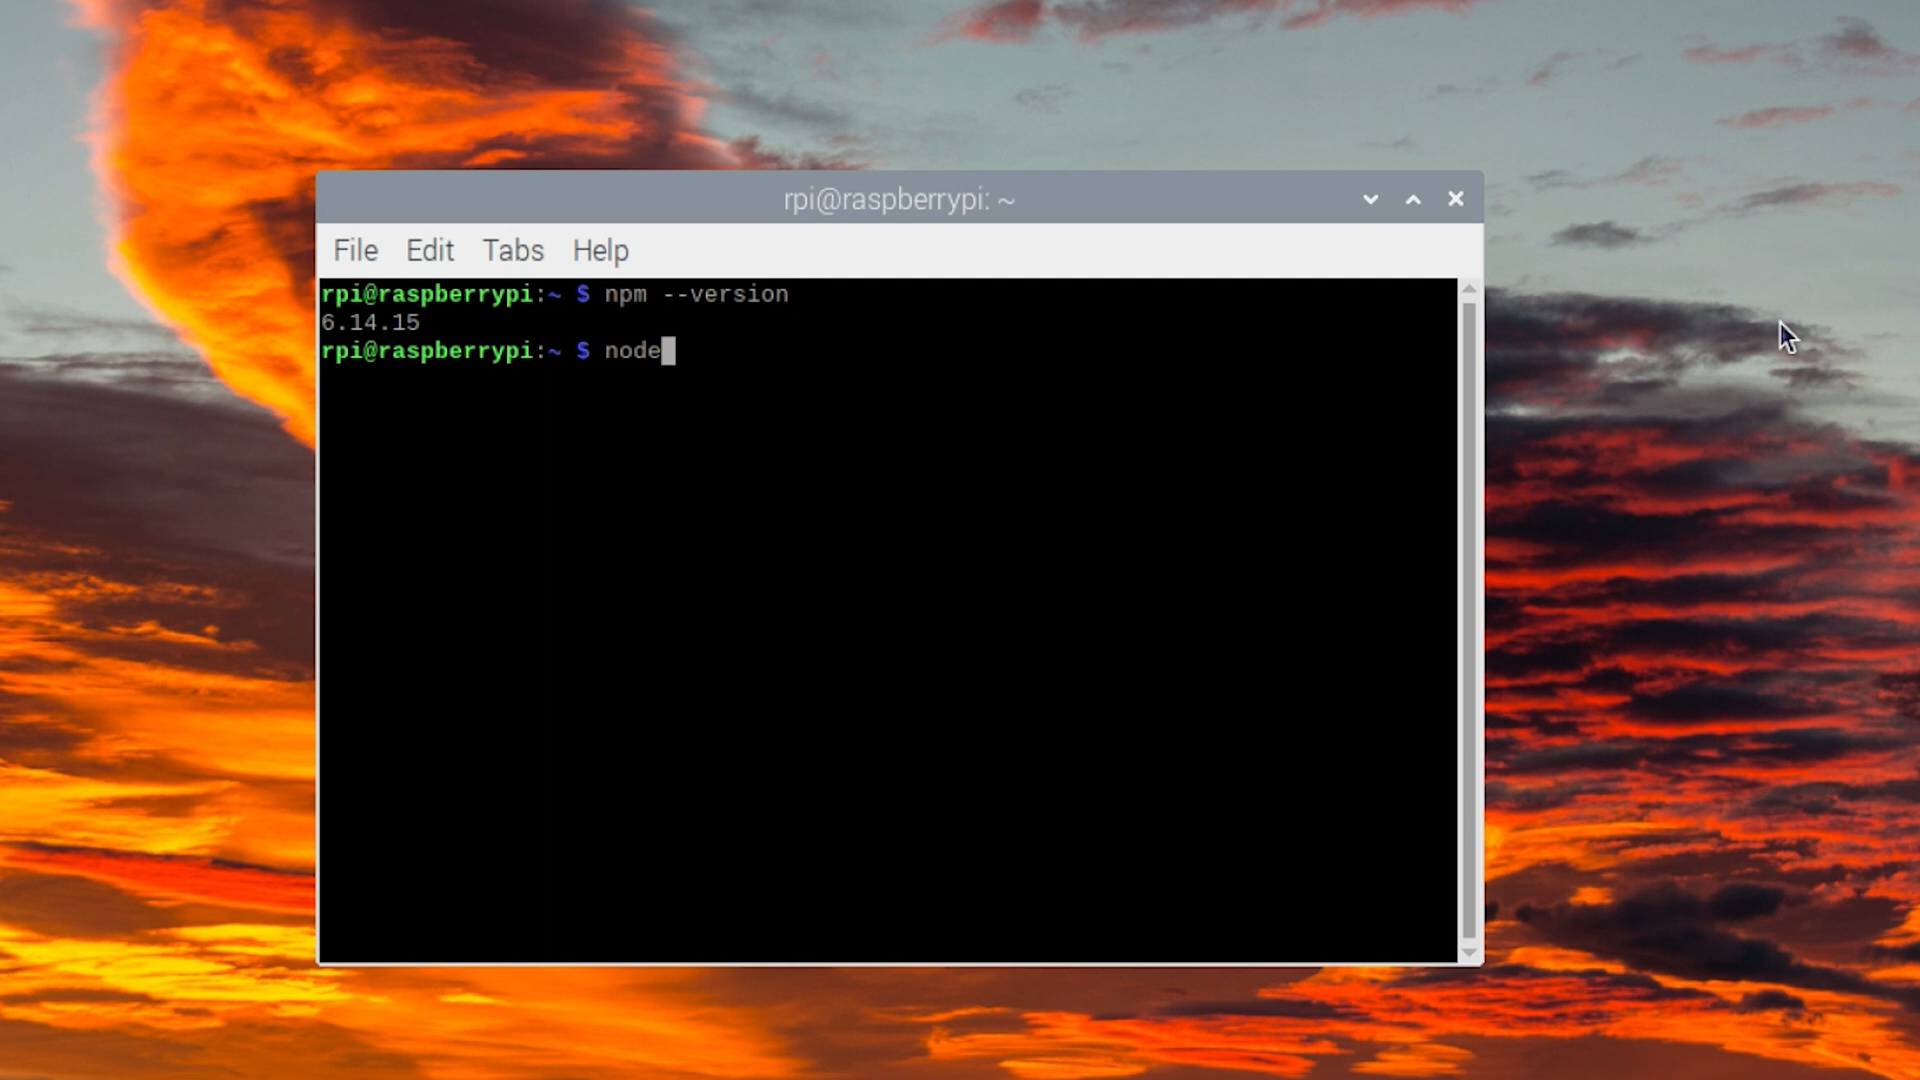 rpi@raspberrypi: ~
File Edit Tabs Help
rpi@raspberrypi:~ $ npm --version
6.14.15
rpi@raspberrypi:~ $ node